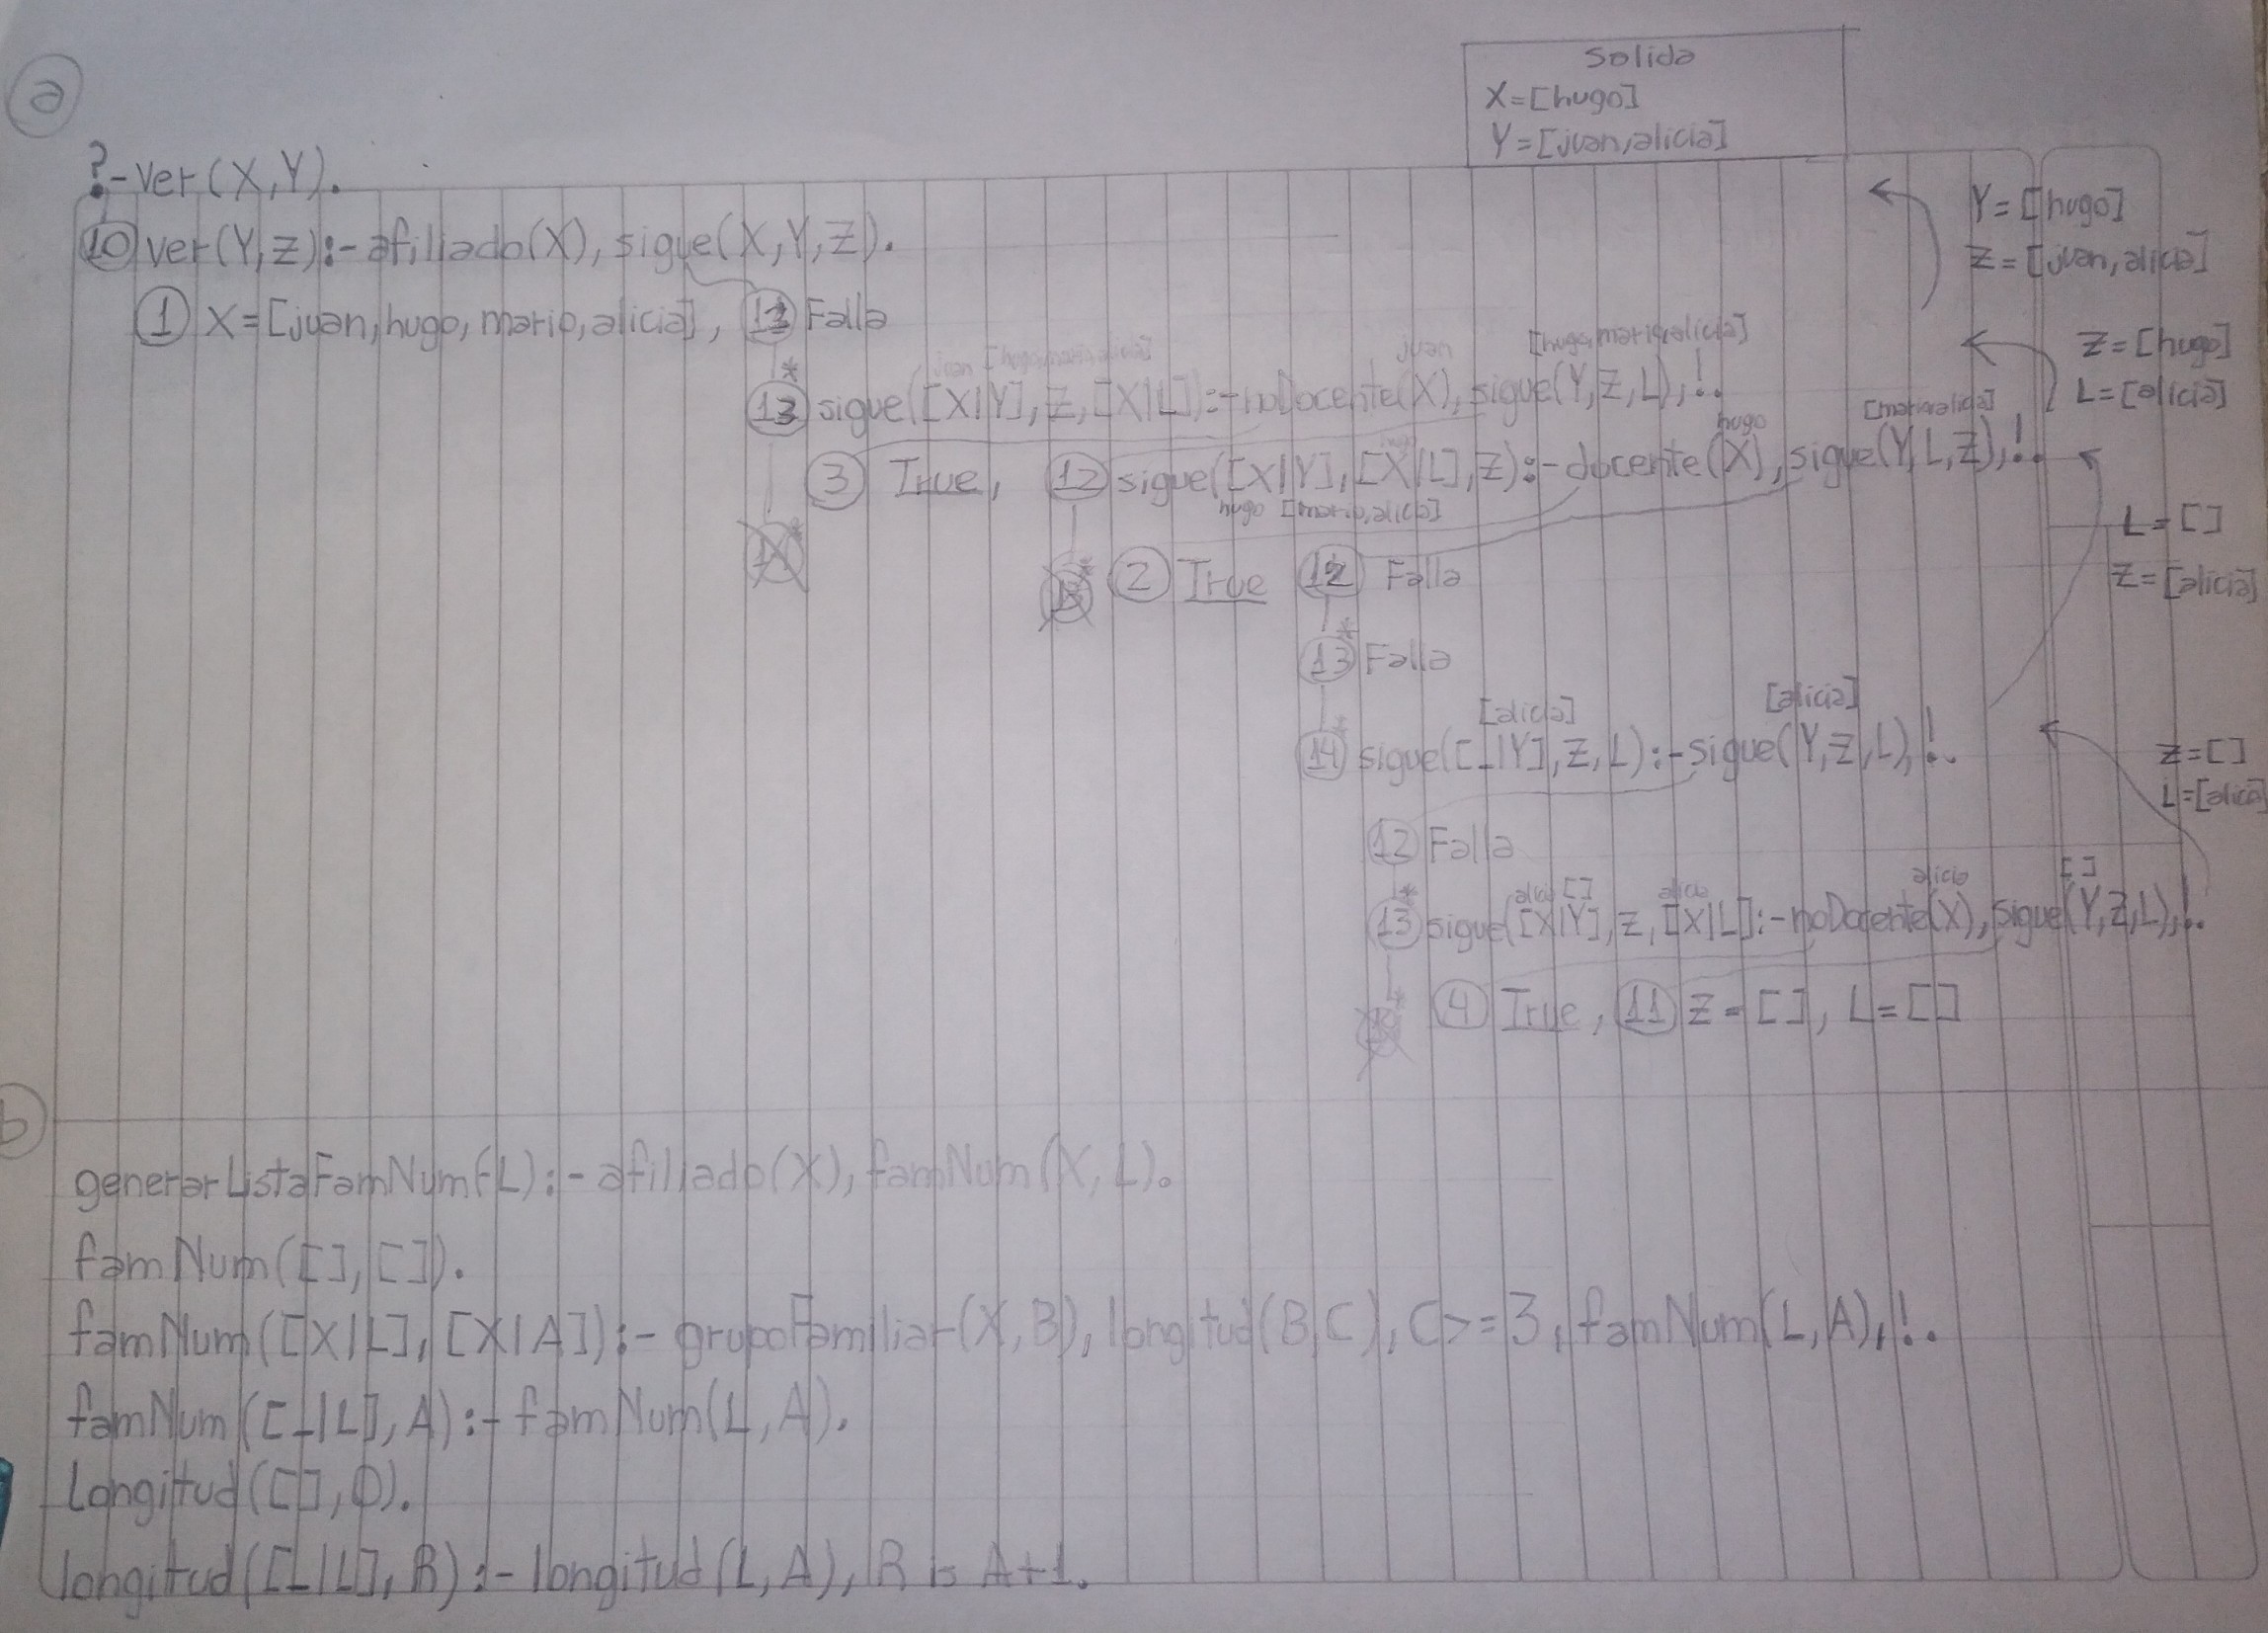 a
Salida
X=[hugo]
Y=[juan,alicia]
?-ver(X,Y).
10 ver(Y,Z):-afiliado(X), sigue(X,Y,Z).
Y=[hugo]
Z=[juan,alicia]
1 X=[juan,hugo,mario,alicia], Falla
juan [hugo,mario,alicia] juan [hugo,mario,alicia]
* 13 sigue([X|Y],Z,[X|L]):-noDocente(X), sigue(Y,Z,L),!.
Z=[hugo]
L=[alicia]
hugo hugo [mario,alicia]
3 True, 12 sigue([X|Y],[X|L],Z):-docente(X), sigue(Y,L,Z),!.
hugo [mario,alicia]
L=[]
Z=[alicia]
2 True 12 Falla
* 13 Falla
[alicia] [alicia]
* 14 sigue([_|Y],Z,L):-sigue(Y,Z,L),!.
Z=[]
L=[alicia]
12 Falla
alicia [] alicia alicia []
* 13 sigue([X|Y],Z,[X|L]:-noDocente(X), sigue(Y,Z,L),!.
4 True, 11 Z=[], L=[]
b
generarListaFamNum(L):-afiliado(X), famNum(X,L).
famNum([],[]).
famNum([X|L],[X|A]):-grupoFamiliar(X,B), longitud(B,C), C>=3, famNum(L,A),!.
famNum([_|L],A):-famNum(L,A).
longitud([],0).
longitud([_|L],R):-longitud(L,A), R is A+1.